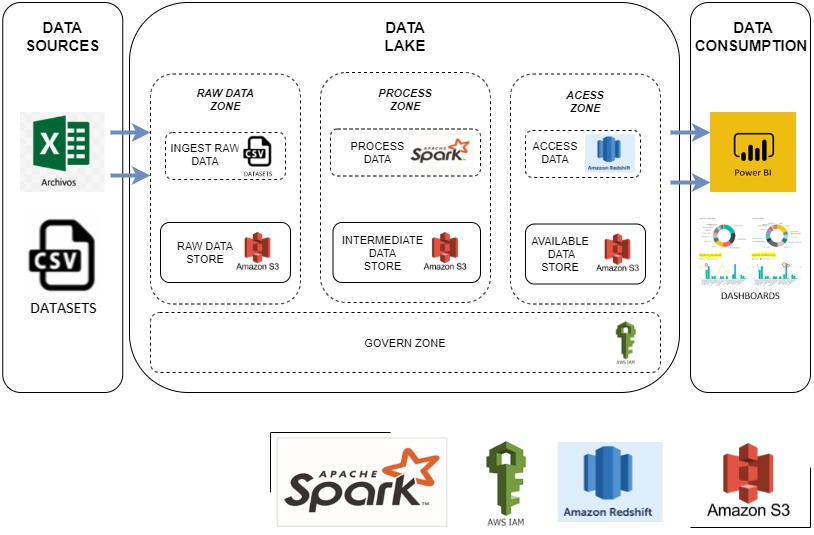 DATA
SOURCES
Archivos
CSV
DATASETS
DATA
LAKE
RAW DATA
ZONE
INGEST RAW
DATA
CSV
DATASETS
RAW DATA
STORE
Amazon S3
PROCESS
ZONE
PROCESS
DATA
APACHE
Spark
INTERMEDIATE
DATA
STORE
Amazon S3
ACESS
ZONE
ACCESS
DATA
Amazon Redshift
AVAILABLE
DATA
STORE
Amazon S3
GOVERN ZONE
AWS IAM
DATA
CONSUMPTION
Power BI
DASHBOARDS
APACHE
Spark™
AWS IAM
Amazon Redshift
Amazon S3